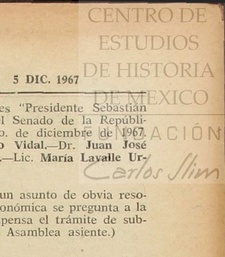 CENTRO DE
ESTUDIOS
DE HISTORIA
DE MEXICO
FUNDACIÓN
Carlos Slim
5 DIC. 1967
es "Presidente Sebastián
el Senado de la Repúbli-
o. de diciembre de 1967.
o Vidal.—Dr. Juan José
.—Lic. María Lavalle Ur-
un asunto de obvia reso-
onómica se pregunta a la
pensa el trámite de sub-
Asamblea asiente.)